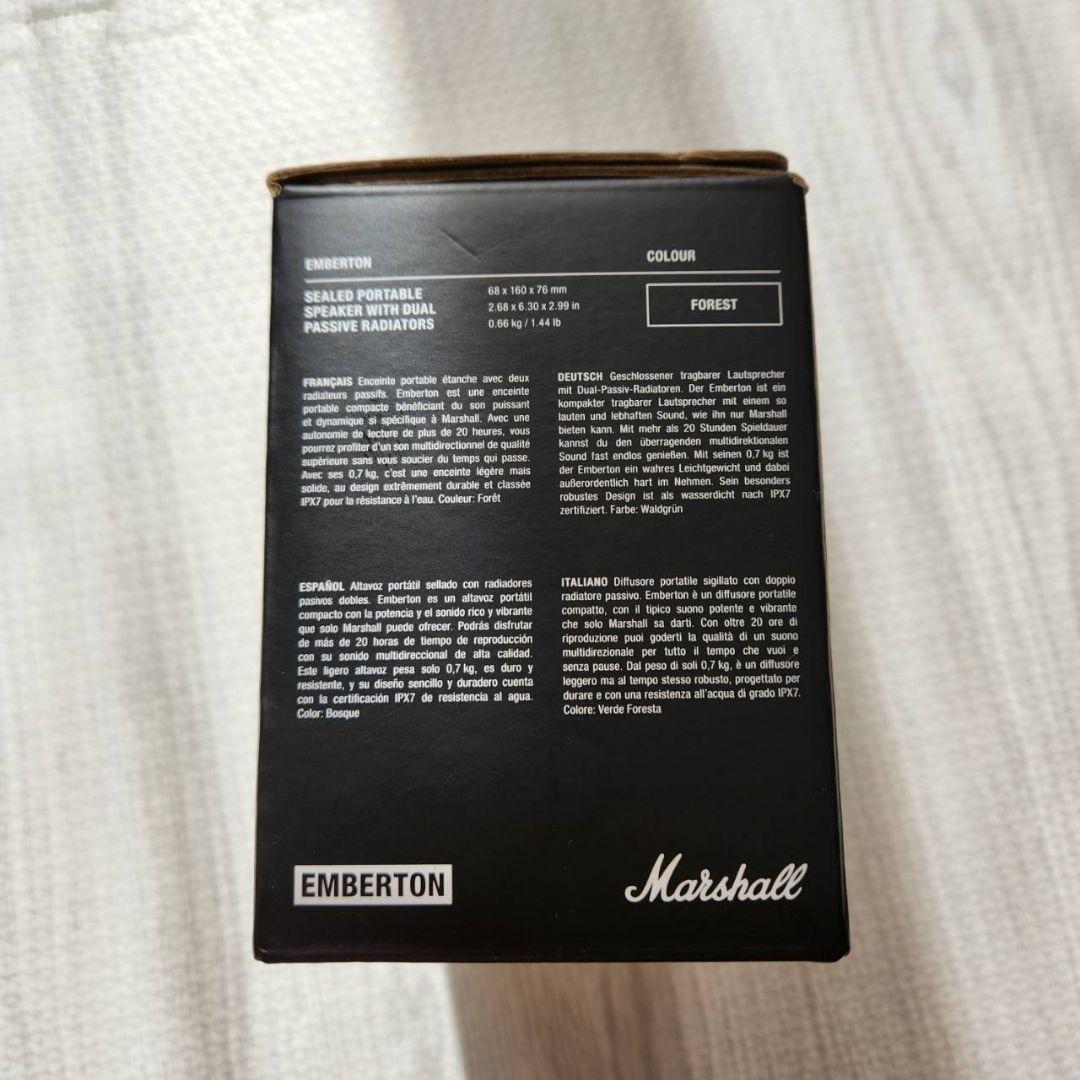 EMBERTON
COLOUR
SEALED PORTABLE
SPEAKER WITH DUAL
PASSIVE RADIATORS
68 x 160 x 76 mm
2.68 x 6.30 x 2.99 in
0.66 kg / 1.44 lb
FOREST
FRANÇAIS Enceinte portable étanche avec deux
radiateurs passifs. Emberton est une enceinte
portable compacte bénéficiant du son puissant
et dynamique si spécifique à Marshall. Avec une
autonomie de lecture de plus de 20 heures, vous
pourrez profiter d'un son multidirectionnel de qualité
supérieure sans vous soucier du temps qui passe.
Avec ses 0,7 kg, c'est une enceinte légère mais
solide, au design extrêmement durable et classée
IPX7 pour la résistance à l'eau. Couleur: Forêt
DEUTSCH Geschlossener tragbarer Lautsprecher
mit Dual-Passiv-Radiatoren. Der Emberton ist ein
kompakter tragbarer Lautsprecher mit einem so
lauten und lebhaften Sound, wie ihn nur Marshall
bieten kann. Mit mehr als 20 Stunden Spieldauer
kannst du den überragenden multidirektionalen
Sound fast endlos genießen. Mit seinen 0,7 kg ist
der Emberton ein wahres Leichtgewicht und dabei
außerordentlich hart im Nehmen. Sein besonders
robustes Design ist als wasserdicht nach IPX7
zertifiziert. Farbe: Waldgrün
ESPAÑOL Altavoz portátil sellado con radiadores
pasivos dobles. Emberton es un altavoz portátil
compacto con la potencia y el sonido rico y vibrante
que solo Marshall puede ofrecer. Podrás disfrutar
de más de 20 horas de tiempo de reproducción
con su sonido multidireccional de alta calidad.
Este ligero altavoz pesa solo 0,7 kg, es duro y
resistente, y su diseño sencillo y duradero cuenta
con la certificación IPX7 de resistencia al agua.
Color: Bosque
ITALIANO Diffusore portatile sigillato con doppio
radiatore passivo. Emberton è un diffusore portatile
compatto, con il tipico suono potente e vibrante
che solo Marshall sa darti. Con oltre 20 ore di
riproduzione puoi goderti la qualità di un suono
multidirezionale per tutto il tempo che vuoi e
senza pause. Dal peso di soli 0,7 kg, è un diffusore
leggero ma al tempo stesso robusto, progettato per
durare e con una resistenza all'acqua di grado IPX7.
Colore: Verde Foresta
EMBERTON
Marshall